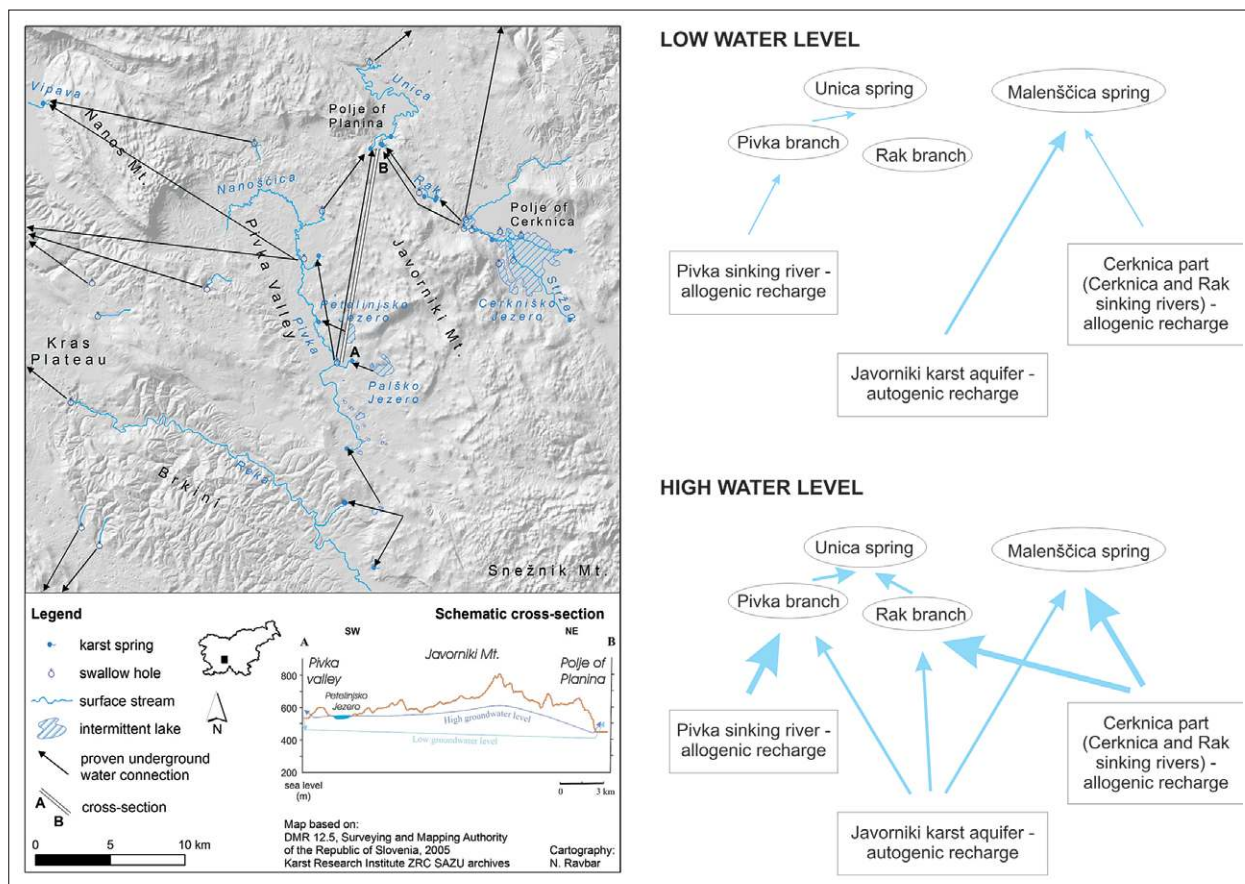 Vipava
Nanos Mt.
Unica
Polje of
Planina
B
Rak
Nanoščica
Polje of
Cerknica
Pivka Valley
Javorniki Mt.
Cerkniško
Jezero
Stržen
Petelinjsko
Jezero
Pivka
A
Palško
Jezero
Kras
Plateau
Reka
Brkini
Snežnik Mt.
Legend
karst spring
swallow hole
surface stream
intermittent lake
proven underground
water connection
A
B
cross-section
N
0 5 10 km
Schematic cross-section
SW NE
A B
Pivka
valley
Javorniki Mt.
Polje of
Planina
Petelinjsko
Jezero
High groundwater level
Low groundwater level
800
600
400
200
sea level
(m)
0 3 km
Map based on:
DMR 12.5, Surveying and Mapping Authority
of the Republic of Slovenia, 2005
Karst Research Institute ZRC SAZU archives
Cartography:
N. Ravbar
LOW WATER LEVEL
Unica spring
Malenščica spring
Pivka branch
Rak branch
Pivka sinking river -
allogenic recharge
Cerknica part
(Cerknica and Rak
sinking rivers) -
allogenic recharge
Javorniki karst aquifer -
autogenic recharge
HIGH WATER LEVEL
Unica spring
Malenščica spring
Pivka branch
Rak branch
Pivka sinking river -
allogenic recharge
Cerknica part
(Cerknica and Rak
sinking rivers) -
allogenic recharge
Javorniki karst aquifer -
autogenic recharge